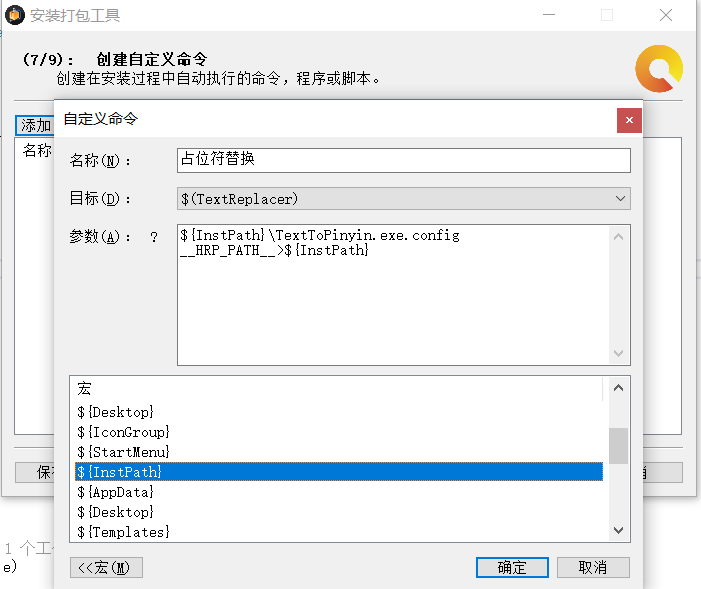 安装打包工具
(7/9): 创建自定义命令
创建在安装过程中自动执行的命令，程序或脚本。
添加
名称
自定义命令
名称(N): 占位符替换
目标(D): $(TextReplacer)
参数(A): ?
${InstPath}\TextToPinyin.exe.config
__HRP_PATH__>${InstPath}
宏
${Desktop}
${IconGroup}
${StartMenu}
${InstPath}
${AppData}
${Desktop}
${Templates}
<<宏(M)
确定
取消
1 个工
e)